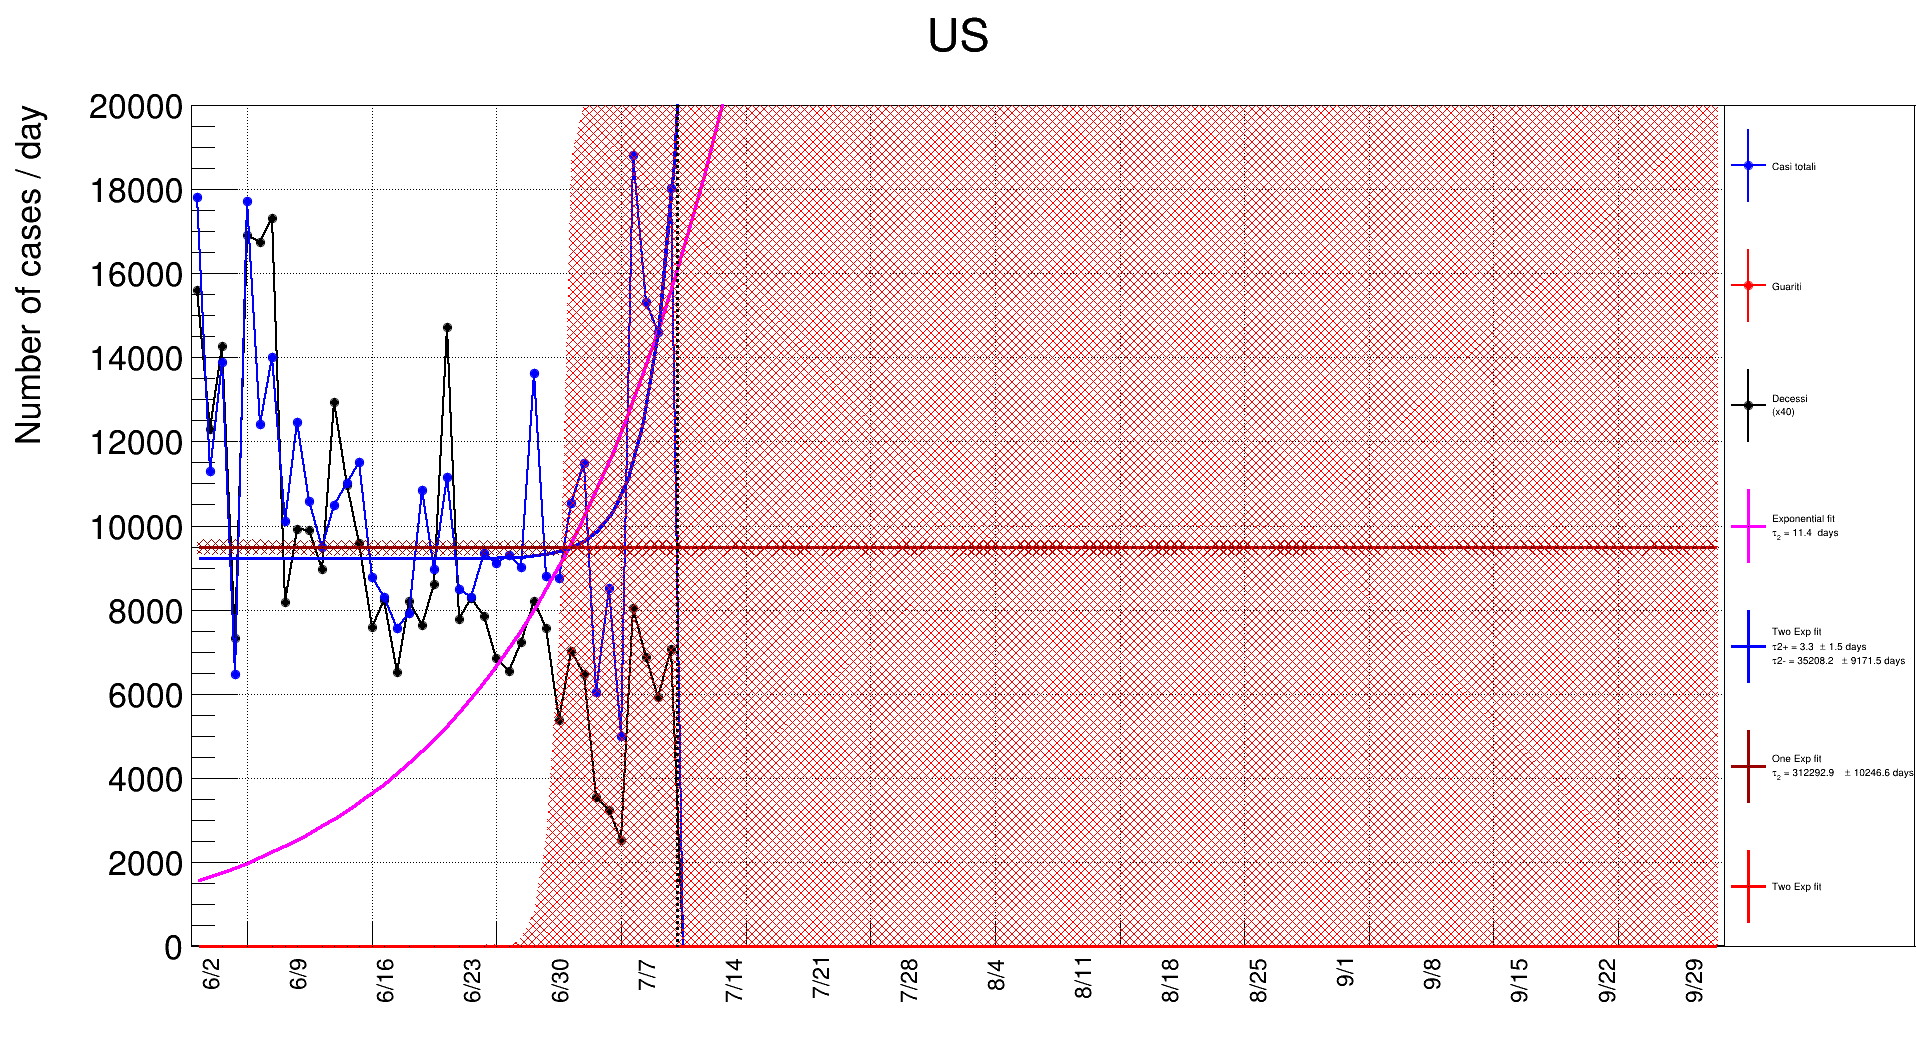 US
Number of cases / day
20000
18000
16000
14000
12000
10000
8000
6000
4000
2000
0
6/2
6/9
6/16
6/23
6/30
7/7
7/14
7/21
7/28
8/4
8/11
8/18
8/25
9/1
9/8
9/15
9/22
9/29
Casi totali
Guariti
Decessi
(x40)
Exponential fit
τ₂ = 11.4 days
Two Exp fit
τ2+ = 3.3 ± 1.5 days
τ2- = 35208.2 ± 9171.5 days
One Exp fit
τ₂ = 312292.9 ± 10246.6 days
Two Exp fit